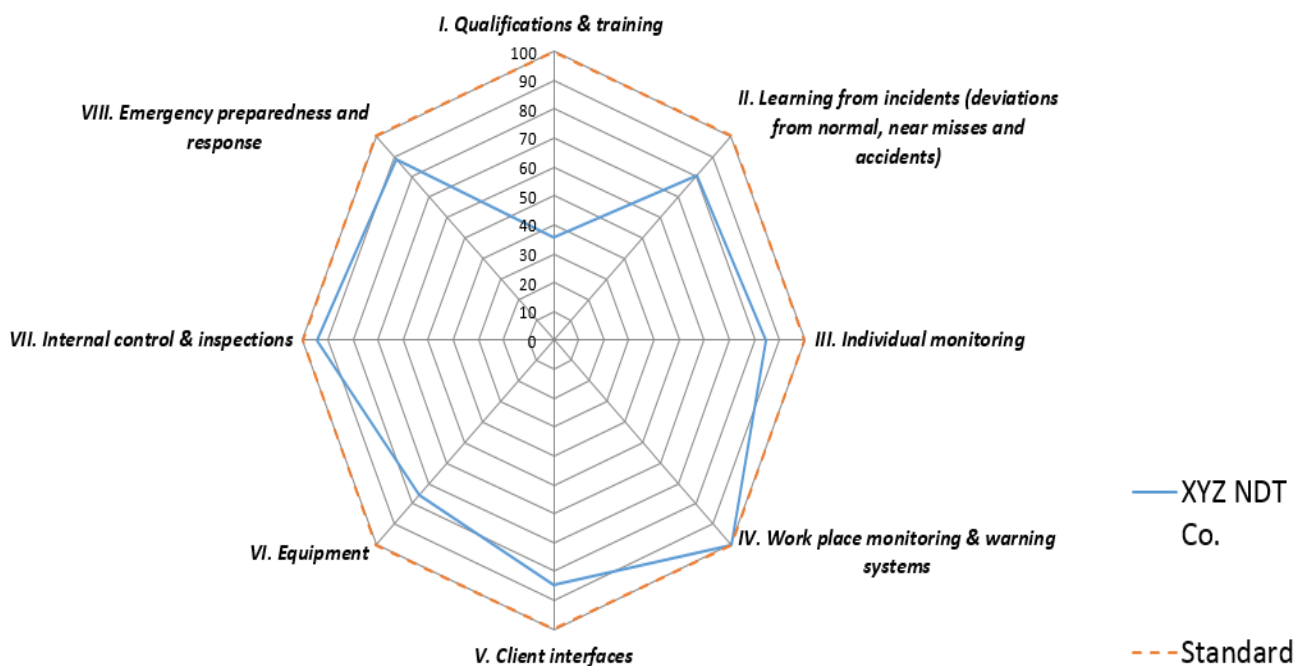 I. Qualifications & training
100
90
80
70
60
50
40
30
20
10
0
II. Learning from incidents (deviations
from normal, near misses and
accidents)
III. Individual monitoring
IV. Work place monitoring & warning
systems
V. Client interfaces
VI. Equipment
VII. Internal control & inspections
VIII. Emergency preparedness and
response
XYZ NDT
Co.
Standard